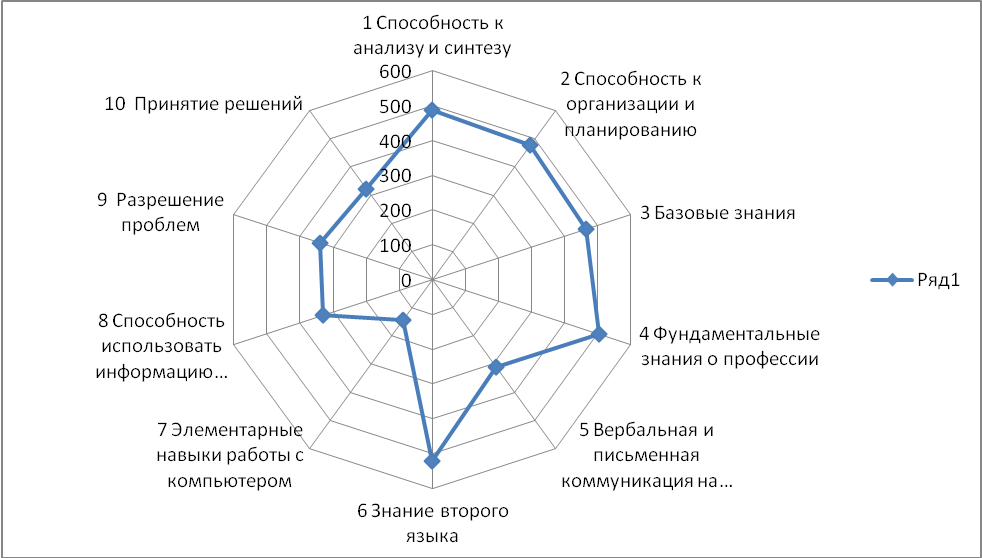 1 Способность к
анализу и синтезу
2 Способность к
организации и
планированию
3 Базовые знания
4 Фундаментальные
знания о профессии
5 Вербальная и
письменная
коммуникация на…
6 Знание второго
языка
7 Элементарные
навыки работы с
компьютером
8 Способность
использовать
информацию…
9 Разрешение
проблем
10 Принятие решений
600
500
400
300
200
100
0
Ряд1